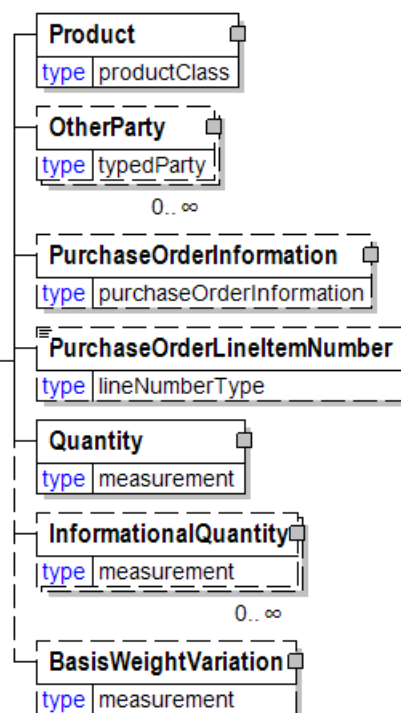 Product
type productClass
OtherParty
type typedParty
0.. ∞
PurchaseOrderInformation
type purchaseOrderInformation
PurchaseOrderLineItemNumber
type lineNumberType
Quantity
type measurement
InformationalQuantity
type measurement
0.. ∞
BasisWeightVariation
type measurement